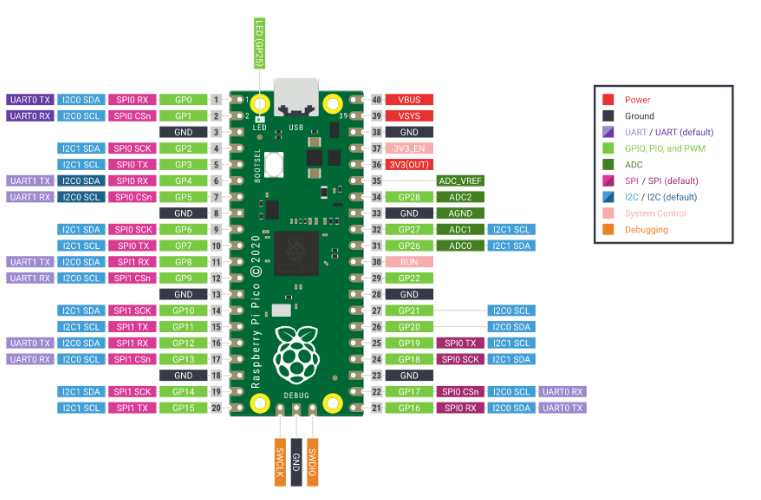 LED (GP25)
UART0 TX I2C0 SDA SPI0 RX GP0 1 1 40 VBUS
UART0 RX I2C0 SCL SPI0 CSn GP1 2 2 39 39 VSYS
GND 3 LED USB 38 GND
I2C1 SDA SPI0 SCK GP2 4 37 3V3_EN
I2C1 SCL SPI0 TX GP3 5 BOOTSEL 36 3V3(OUT)
UART1 TX I2C0 SDA SPI0 RX GP4 6 35 ADC_VREF
UART1 RX I2C0 SCL SPI0 CSn GP5 7 34 GP28 ADC2
GND 8 33 GND AGND
I2C1 SDA SPI0 SCK GP6 9 32 GP27 ADC1 I2C1 SCL
I2C1 SCL SPI0 TX GP7 10 31 GP26 ADC0 I2C1 SDA
UART1 TX I2C0 SDA SPI1 RX GP8 11 30 RUN
UART1 RX I2C0 SCL SPI1 CSn GP9 12 29 GP22
GND 13 28 GND
I2C1 SDA SPI1 SCK GP10 14 27 GP21 I2C0 SCL
I2C1 SCL SPI1 TX GP11 15 26 GP20 I2C0 SDA
UART0 TX I2C0 SDA SPI1 RX GP12 16 25 GP19 SPI0 TX I2C1 SCL
UART0 RX I2C0 SCL SPI1 CSn GP13 17 24 GP18 SPI0 SCK I2C1 SDA
GND 18 23 GND
I2C1 SDA SPI1 SCK GP14 19 22 GP17 SPI0 CSn I2C0 SCL UART0 RX
I2C1 SCL SPI1 TX GP15 20 21 GP16 SPI0 RX I2C0 SDA UART0 TX
Raspberry Pi Pico © 2020
DEBUG
SWCLK
GND
SWDIO
Power
Ground
UART / UART (default)
GPIO, PIO, and PWM
ADC
SPI / SPI (default)
I2C / I2C (default)
System Control
Debugging